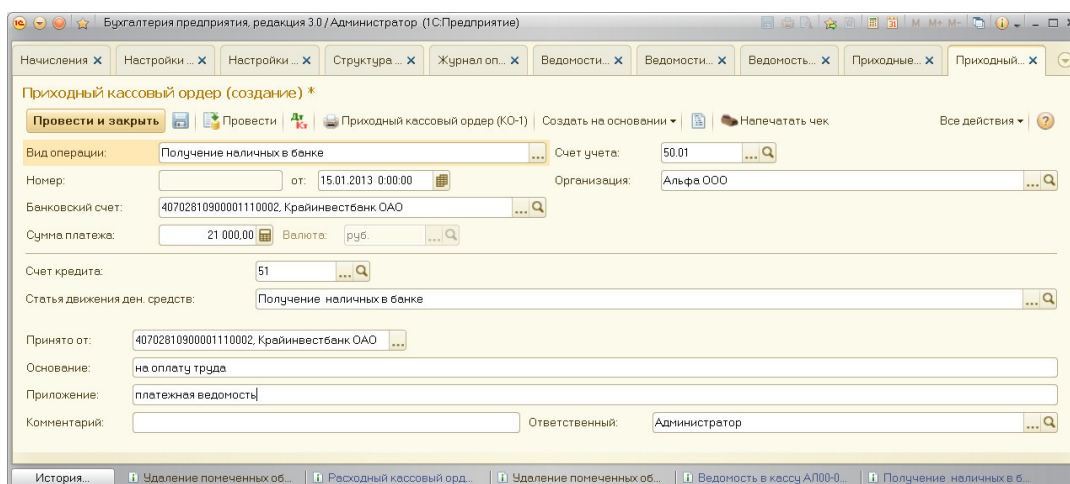 Бухгалтерия предприятия, редакция 3.0 / Администратор (1С:Предприятие) M M+ M-
Начисления Настройки ... Настройки ... Структура ... Журнал оп... Ведомости... Ведомости... Ведомость... Приходные... Приходный...
Приходный кассовый ордер (создание) *
Провести и закрыть Провести Дт Кт Приходный кассовый ордер (КО-1) Создать на основании Напечатать чек Все действия
Вид операции: Получение наличных в банке ... Счет учета: 50.01 ...
Номер: от: 15.01.2013 0:00:00 Организация: Альфа ООО ...
Банковский счет: 40702810900001110002, Крайинвестбанк ОАО ...
Сумма платежа: 21 000,00 Валюта: руб. ...
Счет кредита: 51 ...
Статья движения ден. средств: Получение наличных в банке ...
Принято от: 40702810900001110002, Крайинвестбанк ОАО ...
Основание: на оплату труда
Приложение: платежная ведомость
Комментарий: Ответственный: Администратор ...
История... Удаление помеченных об... Расходный кассовый орд... Удаление помеченных об... Ведомость в кассу АЛ00-0... Получение наличных в б...